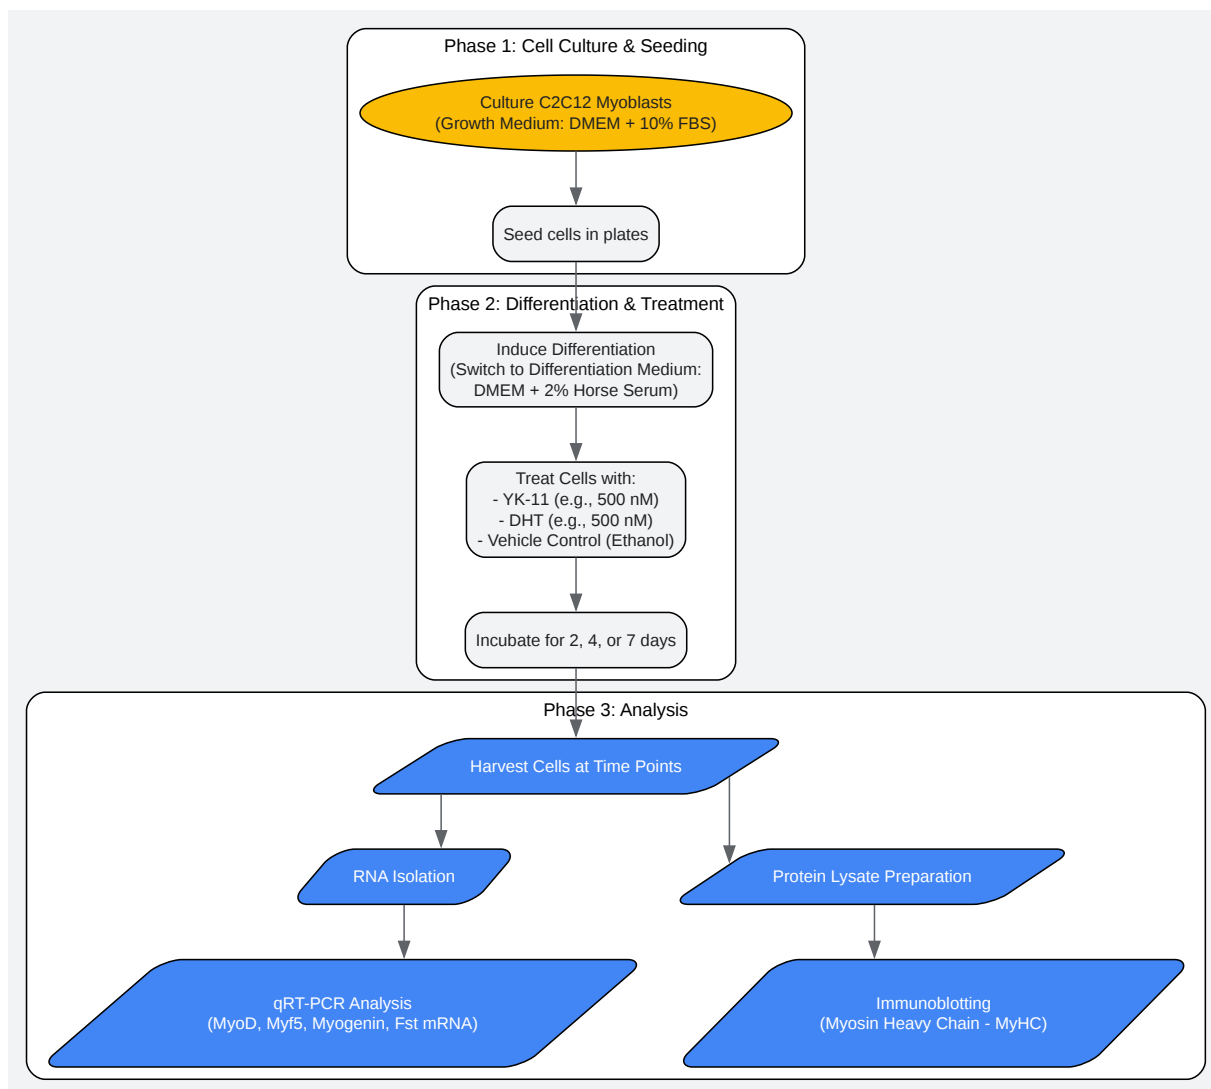 Phase 1: Cell Culture & Seeding
Culture C2C12 Myoblasts
(Growth Medium: DMEM + 10% FBS)
Seed cells in plates
Phase 2: Differentiation & Treatment
Induce Differentiation
(Switch to Differentiation Medium:
DMEM + 2% Horse Serum)
Treat Cells with:
- YK-11 (e.g., 500 nM)
- DHT (e.g., 500 nM)
- Vehicle Control (Ethanol)
Incubate for 2, 4, or 7 days
Phase 3: Analysis
Harvest Cells at Time Points
RNA Isolation
Protein Lysate Preparation
qRT-PCR Analysis
(MyoD, Myf5, Myogenin, Fst mRNA)
Immunoblotting
(Myosin Heavy Chain - MyHC)